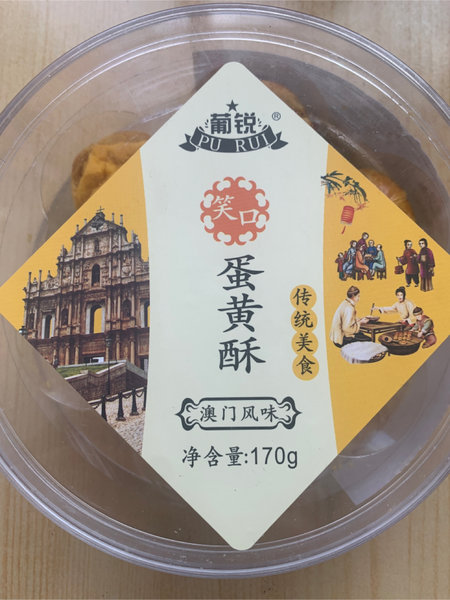 葡锐®
PU RUI
笑口
蛋黄酥
传统美食
澳门风味
净含量:170g